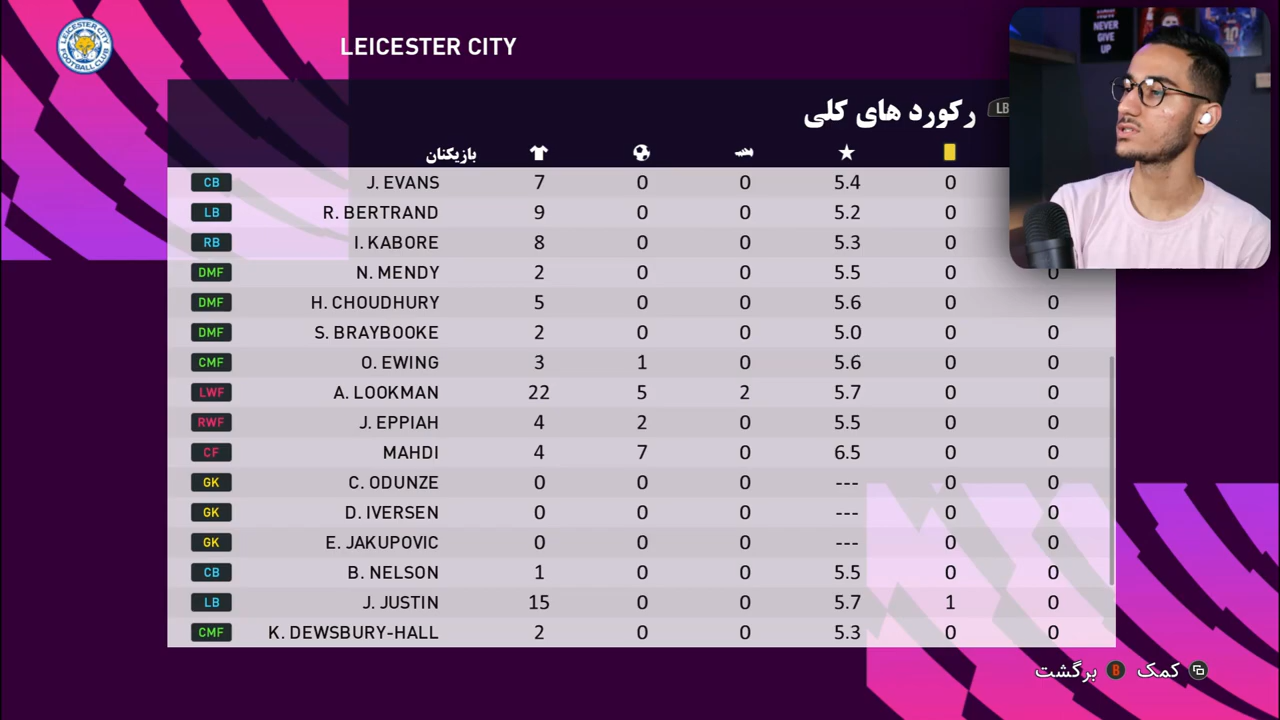 LEICESTER CITY
NEVER GIVE UP
10
رکورد های کلی LB
بازیکنان
CB J. EVANS 7 0 0 5.4 0
LB R. BERTRAND 9 0 0 5.2 0
RB I. KABORE 8 0 0 5.3 0
DMF N. MENDY 2 0 0 5.5 0 0
DMF H. CHOUDHURY 5 0 0 5.6 0 0
DMF S. BRAYBOOKE 2 0 0 5.0 0 0
CMF O. EWING 3 1 0 5.6 0 0
LWF A. LOOKMAN 22 5 2 5.7 0 0
RWF J. EPPIAH 4 2 0 5.5 0 0
CF MAHDI 4 7 0 6.5 0 0
GK C. ODUNZE 0 0 0 --- 0 0
GK D. IVERSEN 0 0 0 --- 0 0
GK E. JAKUPOVIC 0 0 0 --- 0 0
CB B. NELSON 1 0 0 5.5 0 0
LB J. JUSTIN 15 0 0 5.7 1 0
CMF K. DEWSBURY-HALL 2 0 0 5.3 0 0
کمک B برگشت